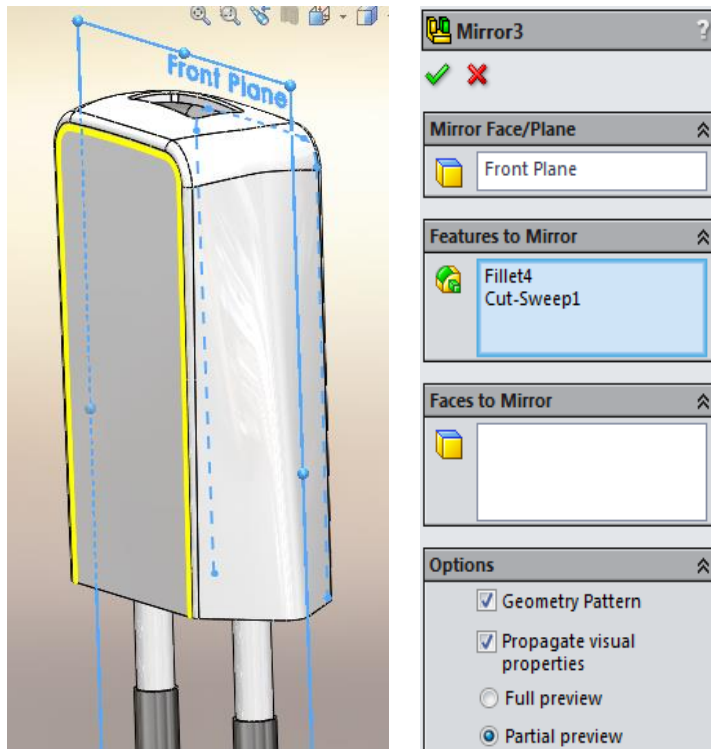 Front Plane
Mirror3
?
Mirror Face/Plane
Front Plane
Features to Mirror
Fillet4
Cut-Sweep1
Faces to Mirror
Options
Geometry Pattern
Propagate visual
properties
Full preview
Partial preview